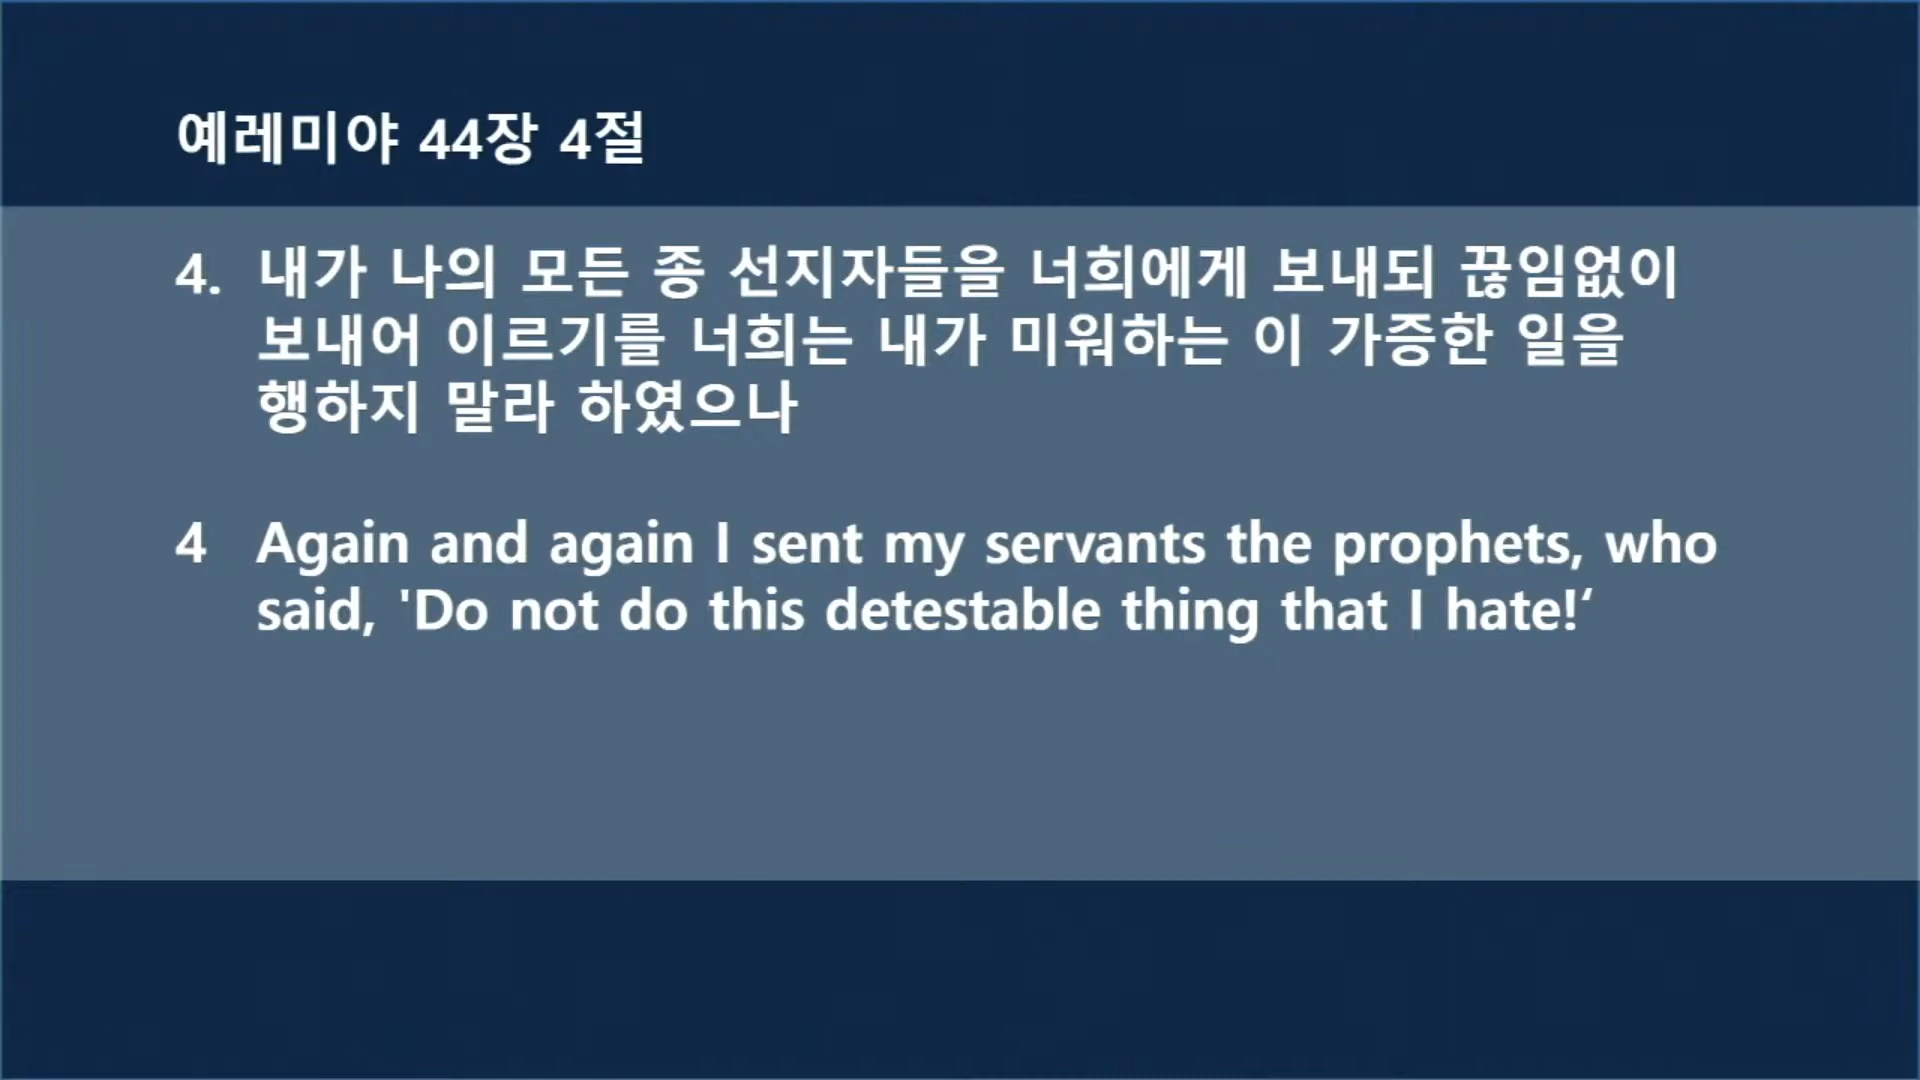 예레미야 44장 4절
4. 내가 나의 모든 종 선지자들을 너희에게 보내되 끊임없이
보내어 이르기를 너희는 내가 미워하는 이 가증한 일을
행하지 말라 하였으나
4 Again and again I sent my servants the prophets, who
said, 'Do not do this detestable thing that I hate!‘